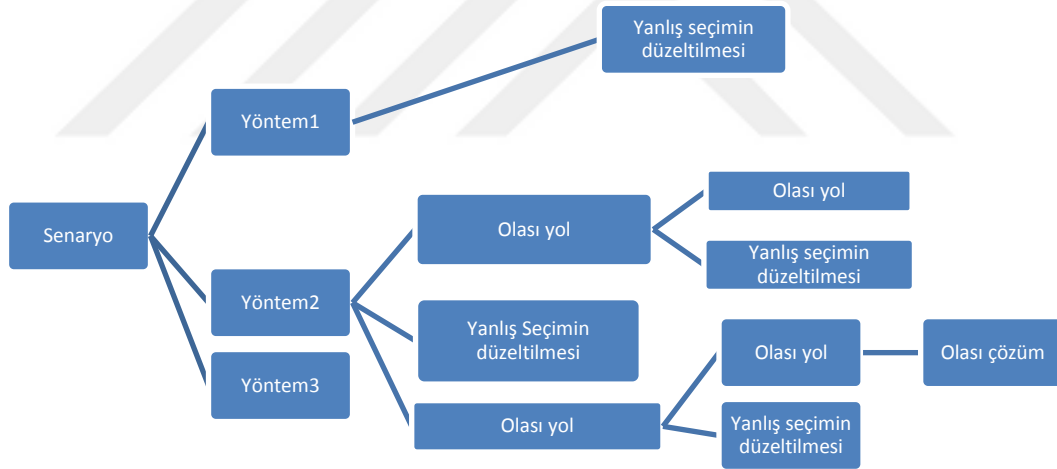 Yanlış seçimin
düzeltilmesi
Yöntem1
Olası yol
Olası yol
Senaryo
Yanlış seçimin
düzeltilmesi
Yöntem2
Yanlış Seçimin
düzeltilmesi
Olası yol
Olası çözüm
Yöntem3
Olası yol
Yanlış seçimin
düzeltilmesi